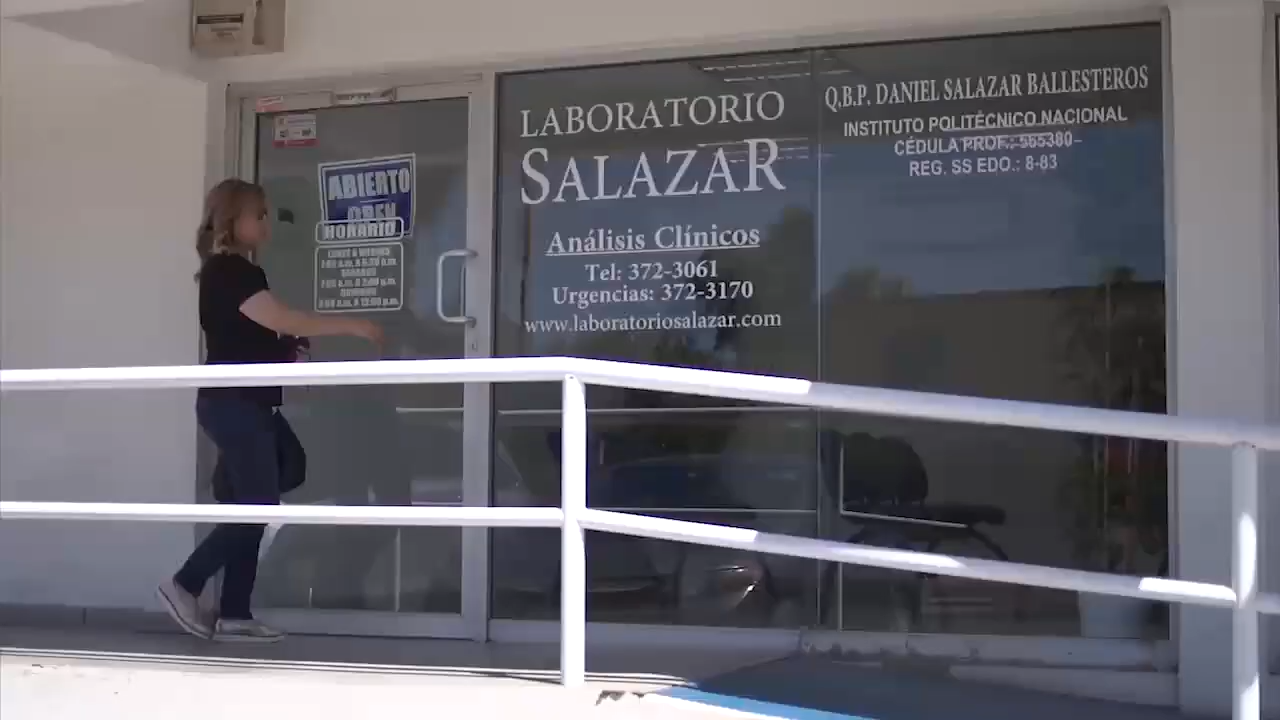 ABIERTO
OPEN
HORARIO
LABORATORIO
SALAZAR
Análisis Clínicos
Tel: 372-3061
Urgencias: 372-3170
www.laboratoriosalazar.com
Q.B.P. DANIEL SALAZAR BALLESTEROS
INSTITUTO POLITÉCNICO NACIONAL
CÉDULA PROF.: 565380
REG. SS EDO.: 8-83